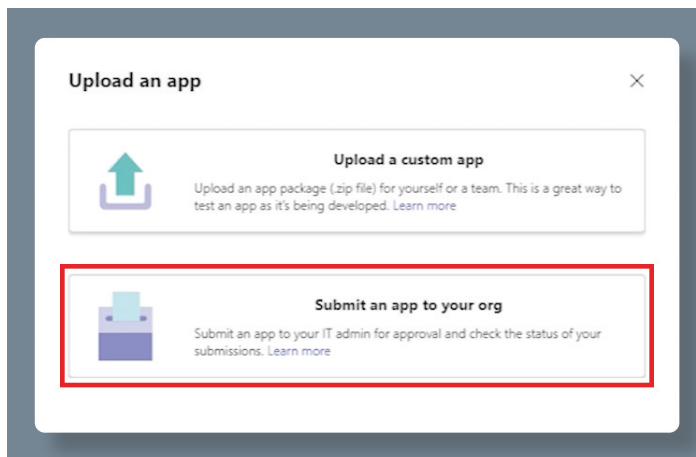 Upload an app
Upload a custom app
Upload an app package (.zip file) for yourself or a team. This is a great way to
test an app as it's being developed. Learn more
Submit an app to your org
Submit an app to your IT admin for approval and check the status of your
submissions. Learn more